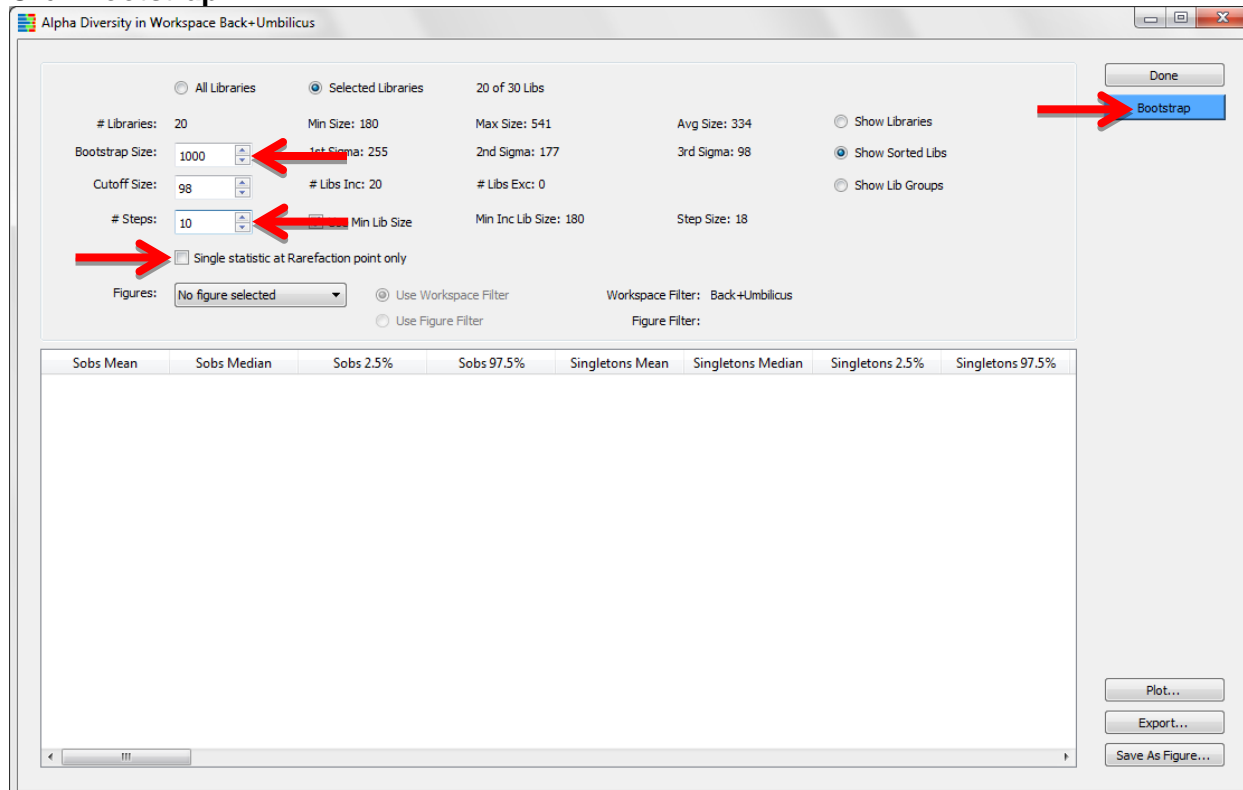 Alpha Diversity in Workspace Back+Umbilicus
Done
All Libraries Selected Libraries 20 of 30 Libs
Bootstrap
# Libraries: 20 Min Size: 180 Max Size: 541 Avg Size: 334 Show Libraries
Bootstrap Size: 1000 1st Sigma: 255 2nd Sigma: 177 3rd Sigma: 98 Show Sorted Libs
Cutoff Size: 98 # Libs Inc: 20 # Libs Exc: 0 Show Lib Groups
# Steps: 10 Use Min Lib Size Min Inc Lib Size: 180 Step Size: 18
Single statistic at Rarefaction point only
Figures: No figure selected Use Workspace Filter Workspace Filter: Back+Umbilicus
Use Figure Filter Figure Filter:
Sobs Mean Sobs Median Sobs 2.5% Sobs 97.5% Singletons Mean Singletons Median Singletons 2.5% Singletons 97.5%
Plot...
Export...
Save As Figure...